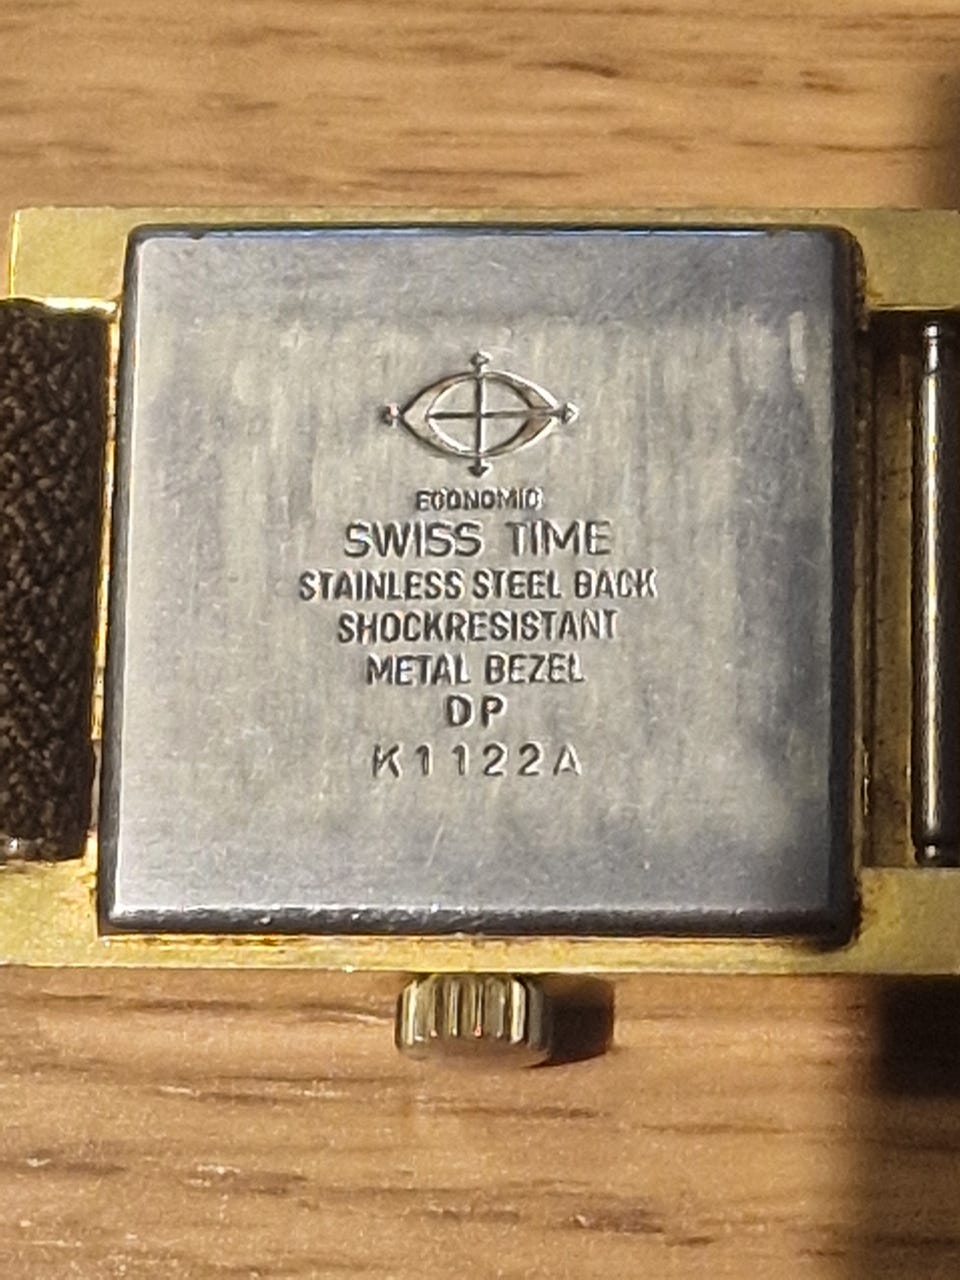 ECONOMIC
SWISS TIME
STAINLESS STEEL BACK
SHOCKRESISTANT
METAL BEZEL
DP
K1122A